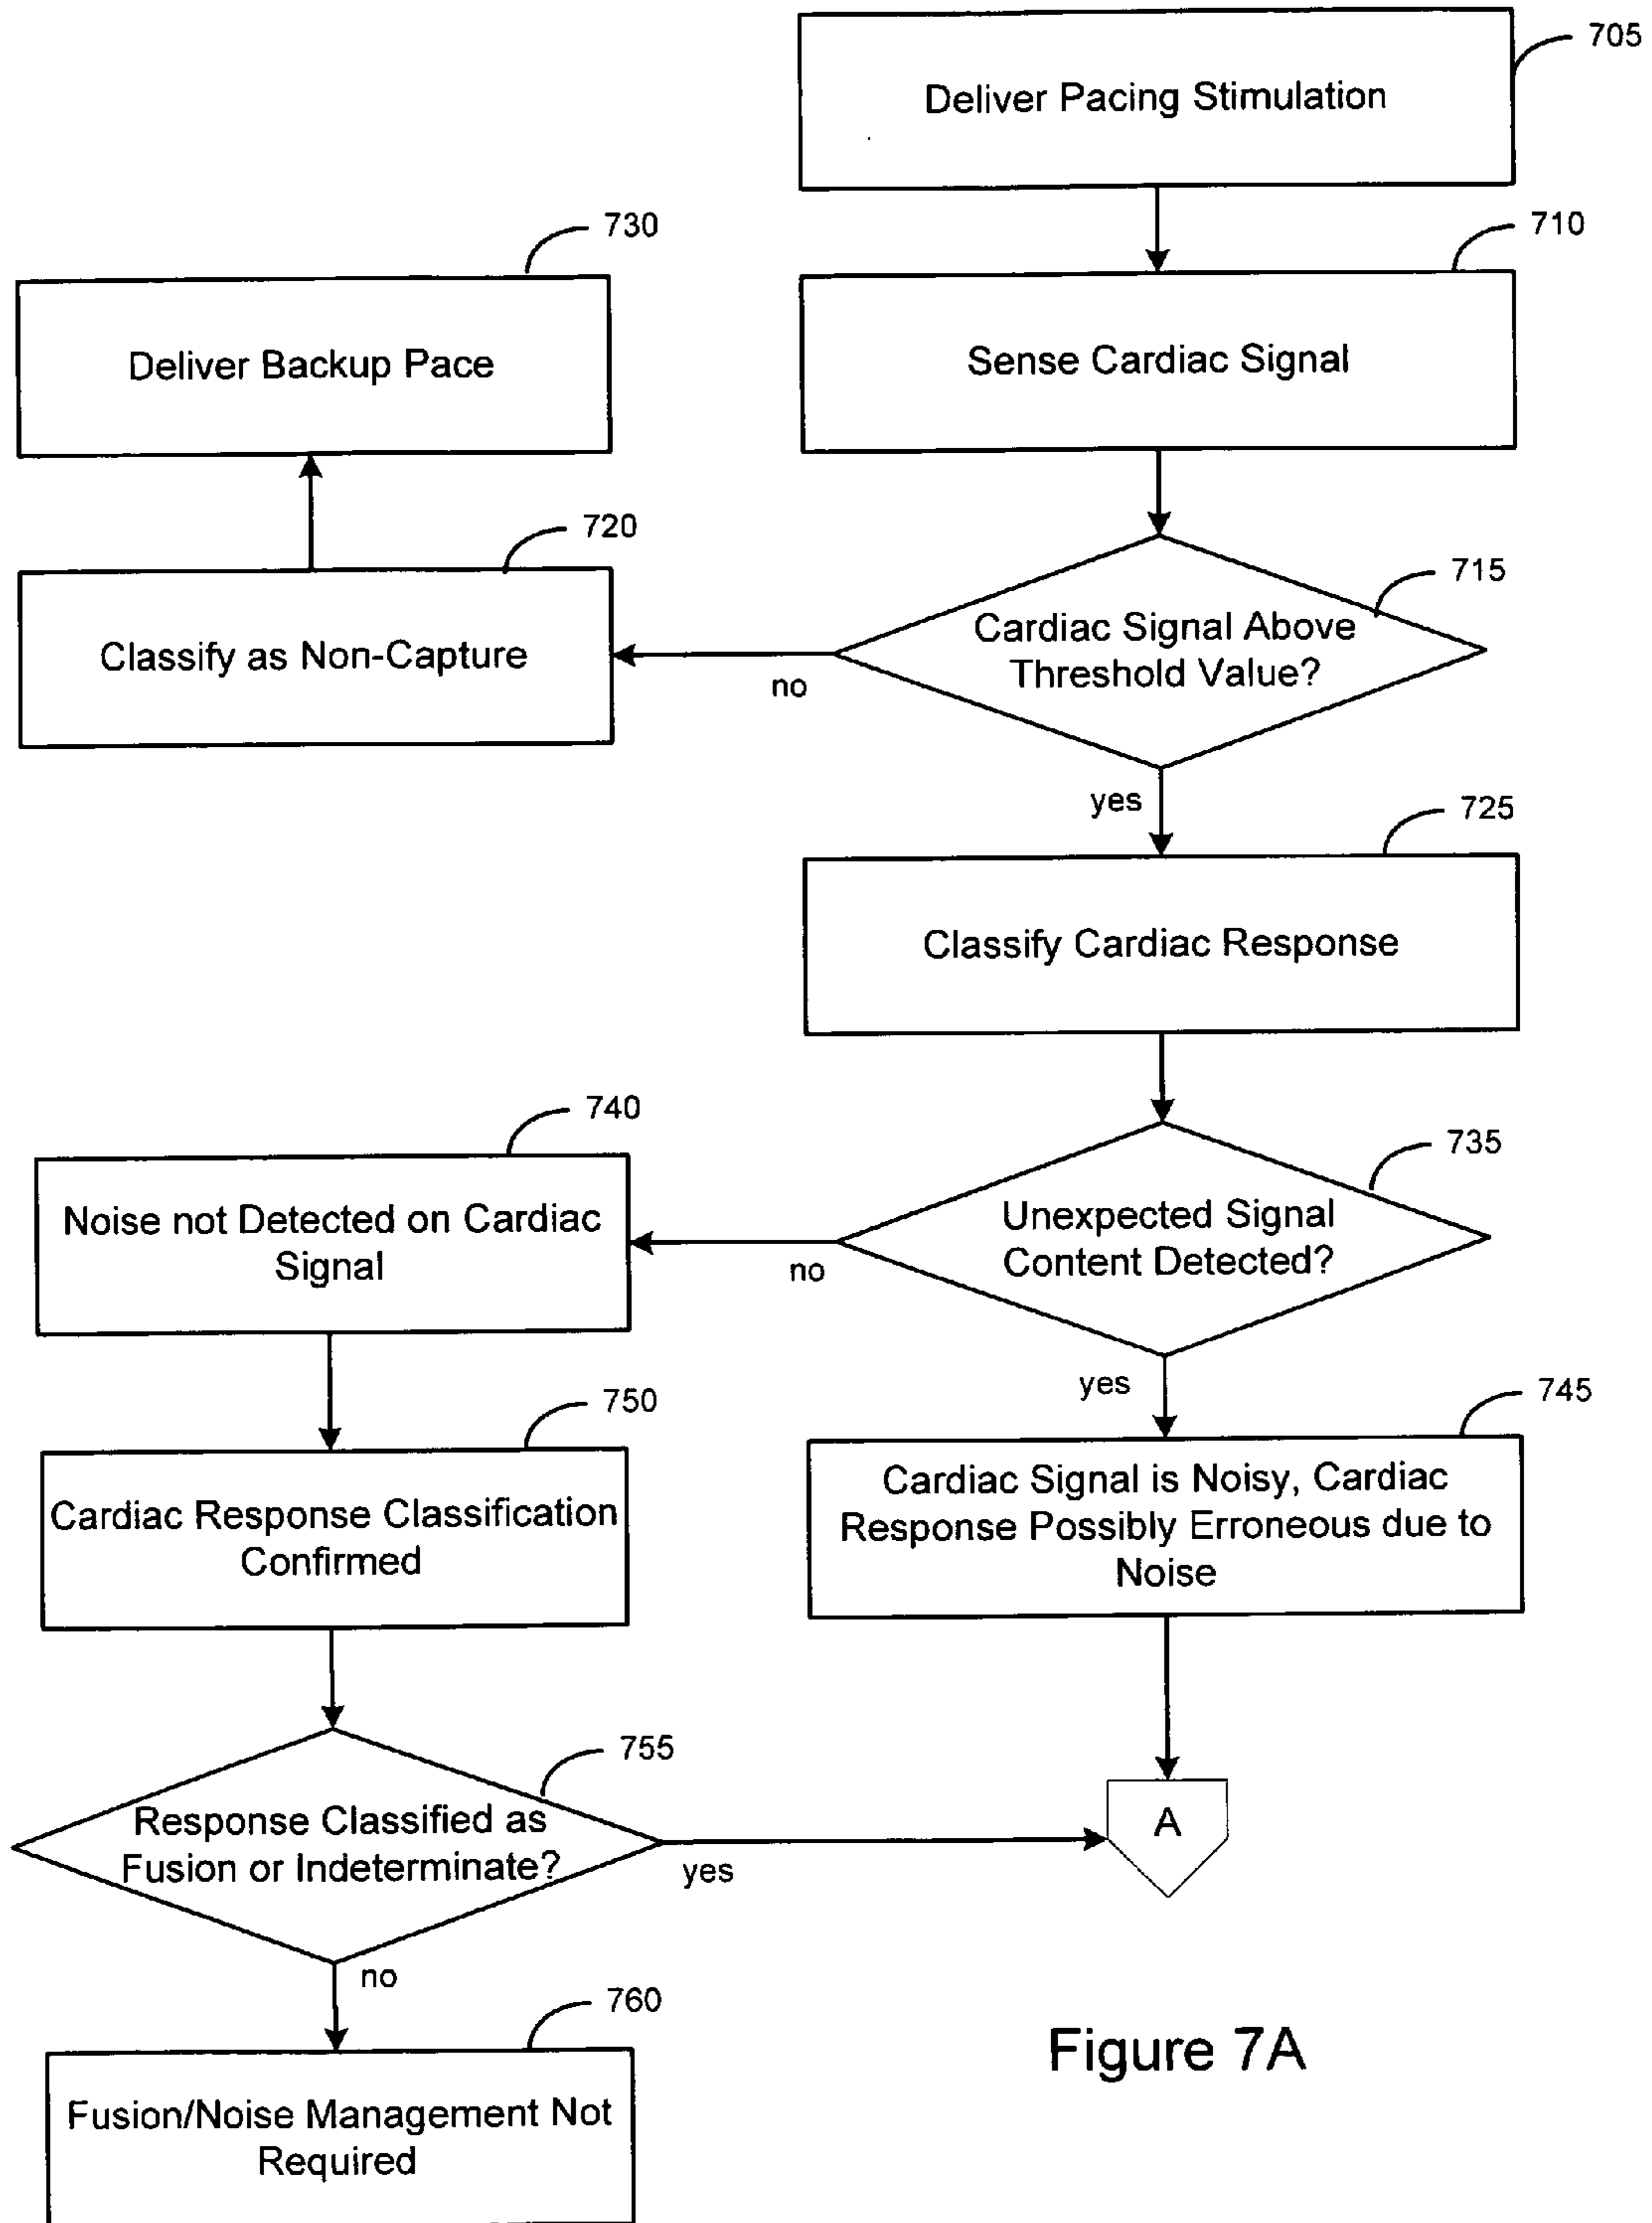 705
Deliver Pacing Stimulation
730
710
Deliver Backup Pace
Sense Cardiac Signal
720
715
Classify as Non-Capture
Cardiac Signal Above
Threshold Value?
no
yes
725
Classify Cardiac Response
740
735
Noise not Detected on Cardiac
Signal
Unexpected Signal
Content Detected?
no
yes
750
745
Cardiac Response Classification
Confirmed
Cardiac Signal is Noisy, Cardiac
Response Possibly Erroneous due to
Noise
755
Response Classified as
Fusion or Indeterminate?
yes
A
no
760
Fusion/Noise Management Not
Required
Figure 7A